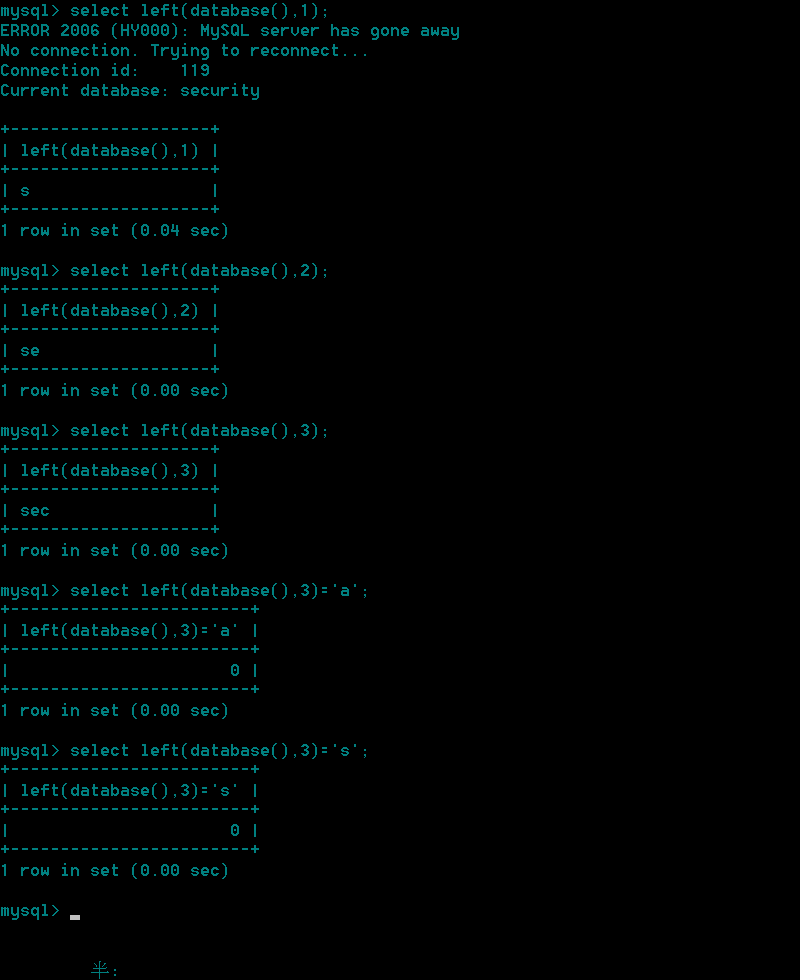 mysql> select left(database(),1);
ERROR 2006 (HY000): MySQL server has gone away
No connection. Trying to reconnect...
Connection id:    119
Current database: security

+--------------------+
| left(database(),1) |
+--------------------+
| s                  |
+--------------------+
1 row in set (0.04 sec)

mysql> select left(database(),2);
+--------------------+
| left(database(),2) |
+--------------------+
| se                 |
+--------------------+
1 row in set (0.00 sec)

mysql> select left(database(),3);
+--------------------+
| left(database(),3) |
+--------------------+
| sec                |
+--------------------+
1 row in set (0.00 sec)

mysql> select left(database(),3)='a';
+------------------------+
| left(database(),3)='a' |
+------------------------+
|                      0 |
+------------------------+
1 row in set (0.00 sec)

mysql> select left(database(),3)='s';
+------------------------+
| left(database(),3)='s' |
+------------------------+
|                      0 |
+------------------------+
1 row in set (0.00 sec)

mysql> _
半: